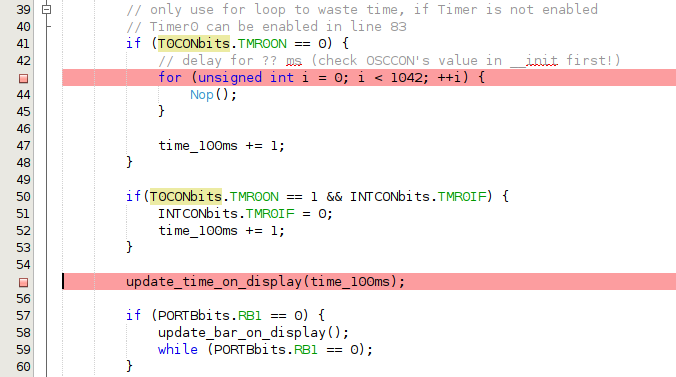 39 // only use for loop to waste time, if Timer is not enabled
40 // Timer0 can be enabled in line 83
41 if (T0CONbits.TMR0ON == 0) {
42 // delay for ?? ms (check OSCCON's value in __init first!)
for (unsigned int i = 0; i < 1042; ++i) {
44 Nop();
45 }
46
47 time_100ms += 1;
48 }
49
50 if(T0CONbits.TMR0ON == 1 && INTCONbits.TMR0IF) {
51 INTCONbits.TMR0IF = 0;
52 time_100ms += 1;
53 }
54
update_time_on_display(time_100ms);
56
57 if (PORTBbits.RB1 == 0) {
58 update_bar_on_display();
59 while (PORTBbits.RB1 == 0);
60 }